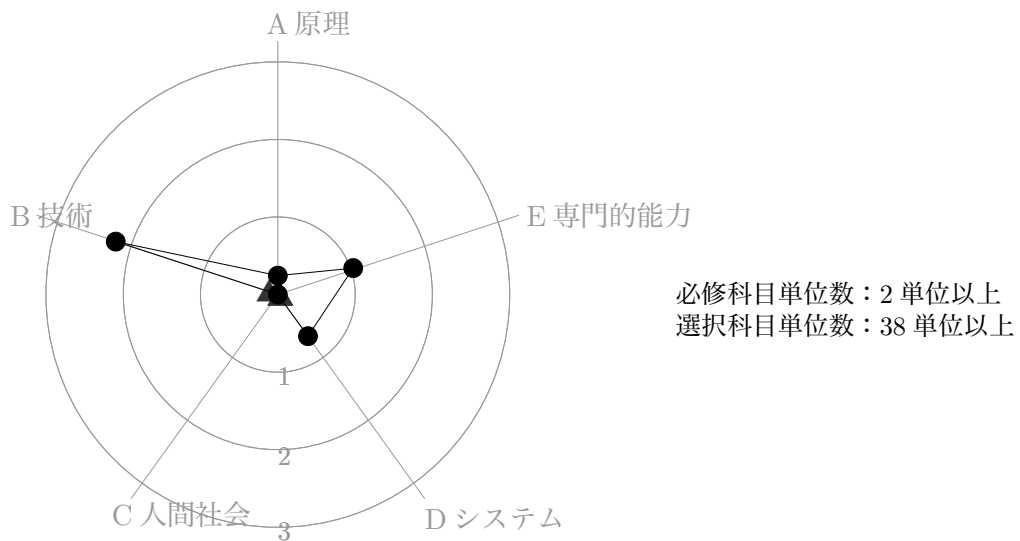 A 原理
B 技術
E 専門的能力
必修科目単位数：2 単位以上
選択科目単位数：38 単位以上
1
2
C 人間社会
D システム
3